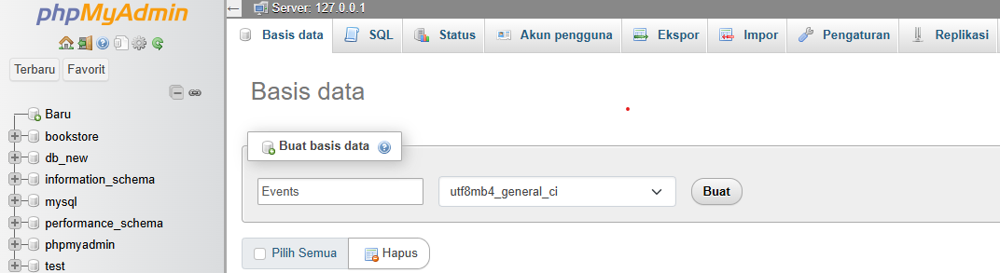 phpMyAdmin
Terbaru Favorit
Baru
bookstore
db_new
information_schema
mysql
performance_schema
phpmyadmin
test
Server: 127.0.0.1
Basis data SQL Status Akun pengguna Ekspor Impor Pengaturan Replikasi
Basis data
Buat basis data
Events utf8mb4_general_ci Buat
Pilih Semua Hapus